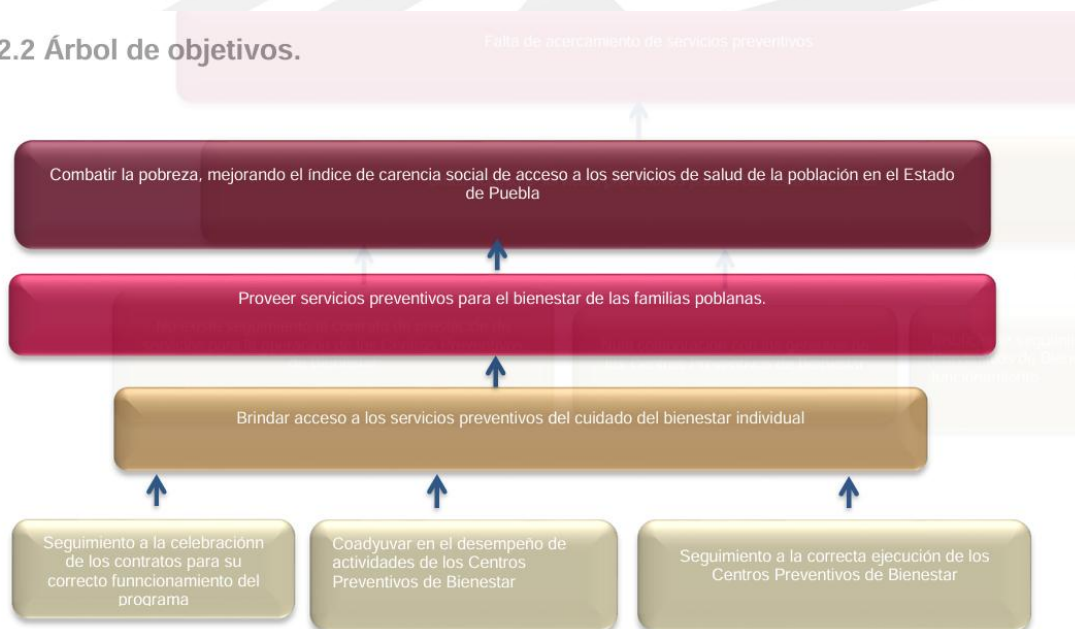 2.2 Árbol de objetivos.
Falta de acercamiento de servicios preventivos
Combatir la pobreza, mejorando el índice de carencia social de acceso a los servicios de salud de la población en el Estado
de Puebla
Proveer servicios preventivos para el bienestar de las familias poblanas.
Brindar acceso a los servicios preventivos del cuidado del bienestar individual
Seguimiento a la celebraciónn
de los contratos para su
correcto funncionamiento del
programa
Coadyuvar en el desempeño de
actividades de los Centros
Preventivos de Bienestar
Seguimiento a la correcta ejecución de los
Centros Preventivos de Bienestar